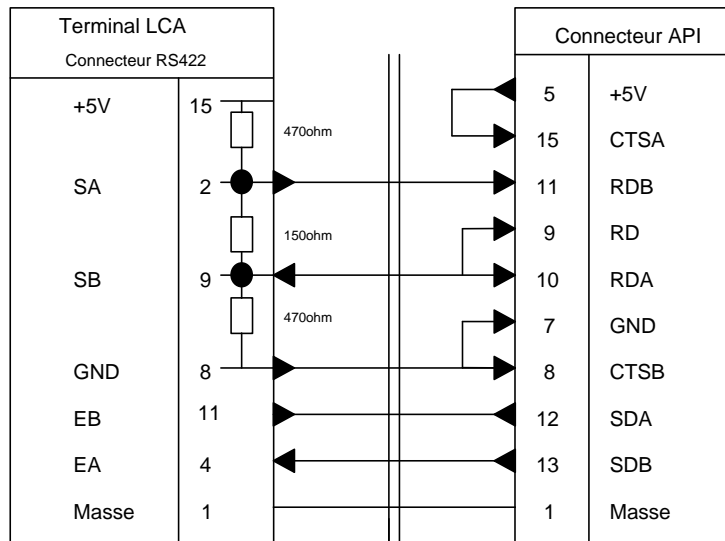 Terminal LCA
Connecteur RS422
Connecteur API
+5V 15
470ohm
5 +5V
15 CTSA
SA 2
11 RDB
150ohm
9 RD
SB 9
10 RDA
470ohm
7 GND
GND 8
8 CTSB
EB 11
12 SDA
EA 4
13 SDB
Masse 1
1 Masse